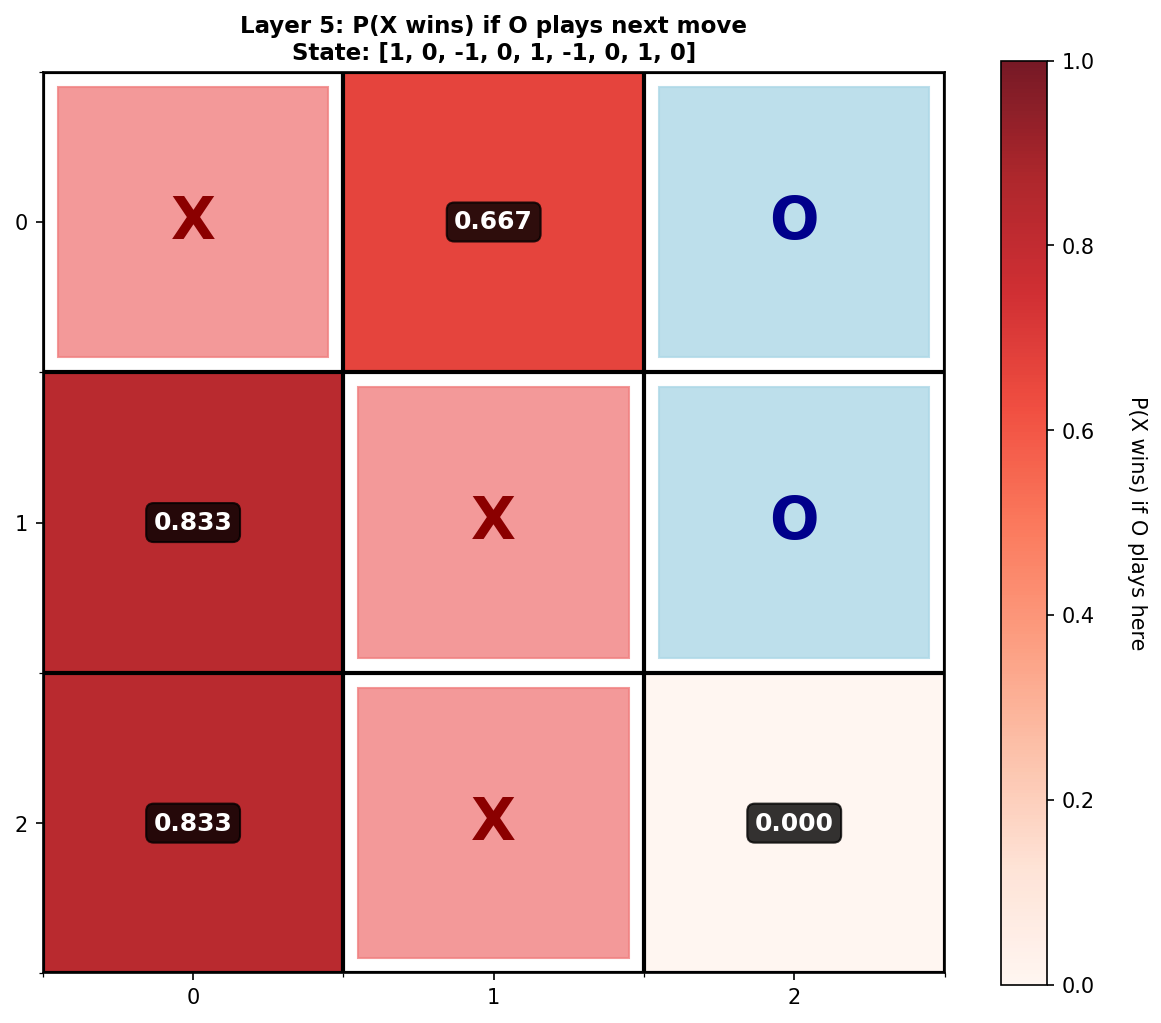 Layer 5: P(X wins) if O plays next move
State: [1, 0, -1, 0, 1, -1, 0, 1, 0]
0
X
0.667
O
1
0.833
X
O
2
0.833
X
0.000
0
1
2
1.0
0.8
0.6
0.4
0.2
0.0
P(X wins) if O plays here